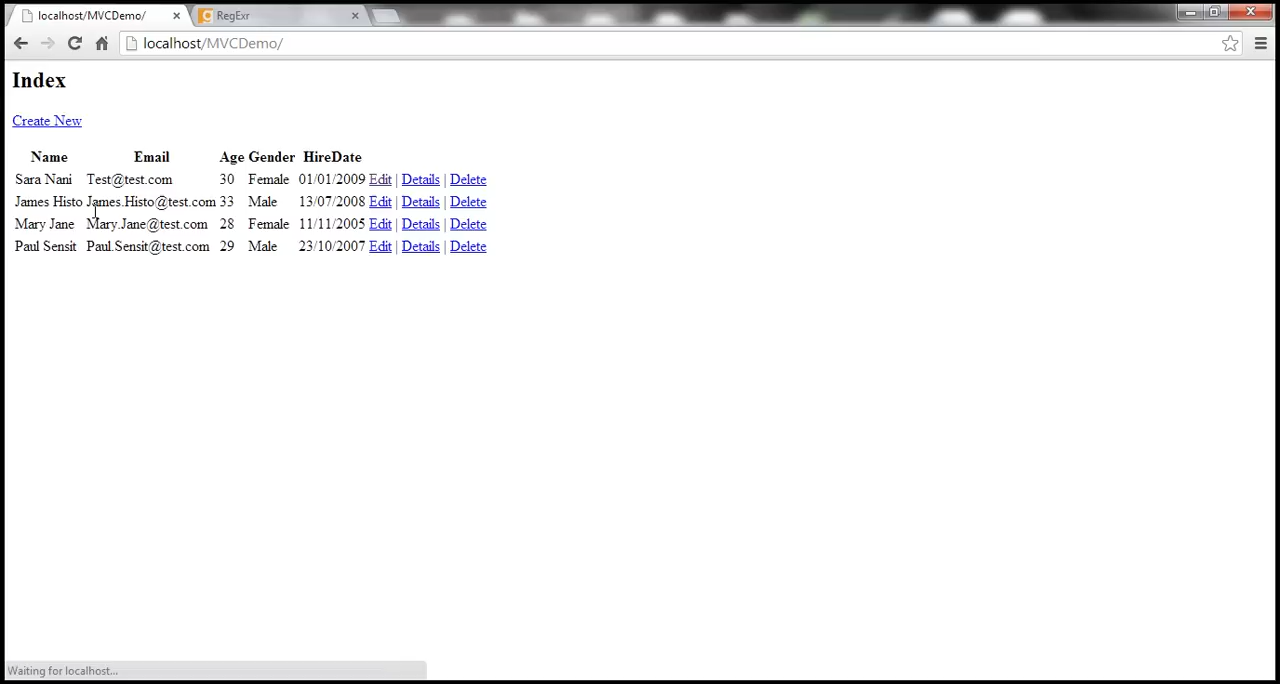 localhost/MVCDemo/
RegExr
localhost/MVCDemo/
Index
Create New
Name Email Age Gender HireDate
Sara Nani Test@test.com 30 Female 01/01/2009 Edit | Details | Delete
James Histo James.Histo@test.com 33 Male 13/07/2008 Edit | Details | Delete
Mary Jane Mary.Jane@test.com 28 Female 11/11/2005 Edit | Details | Delete
Paul Sensit Paul.Sensit@test.com 29 Male 23/10/2007 Edit | Details | Delete
Waiting for localhost...